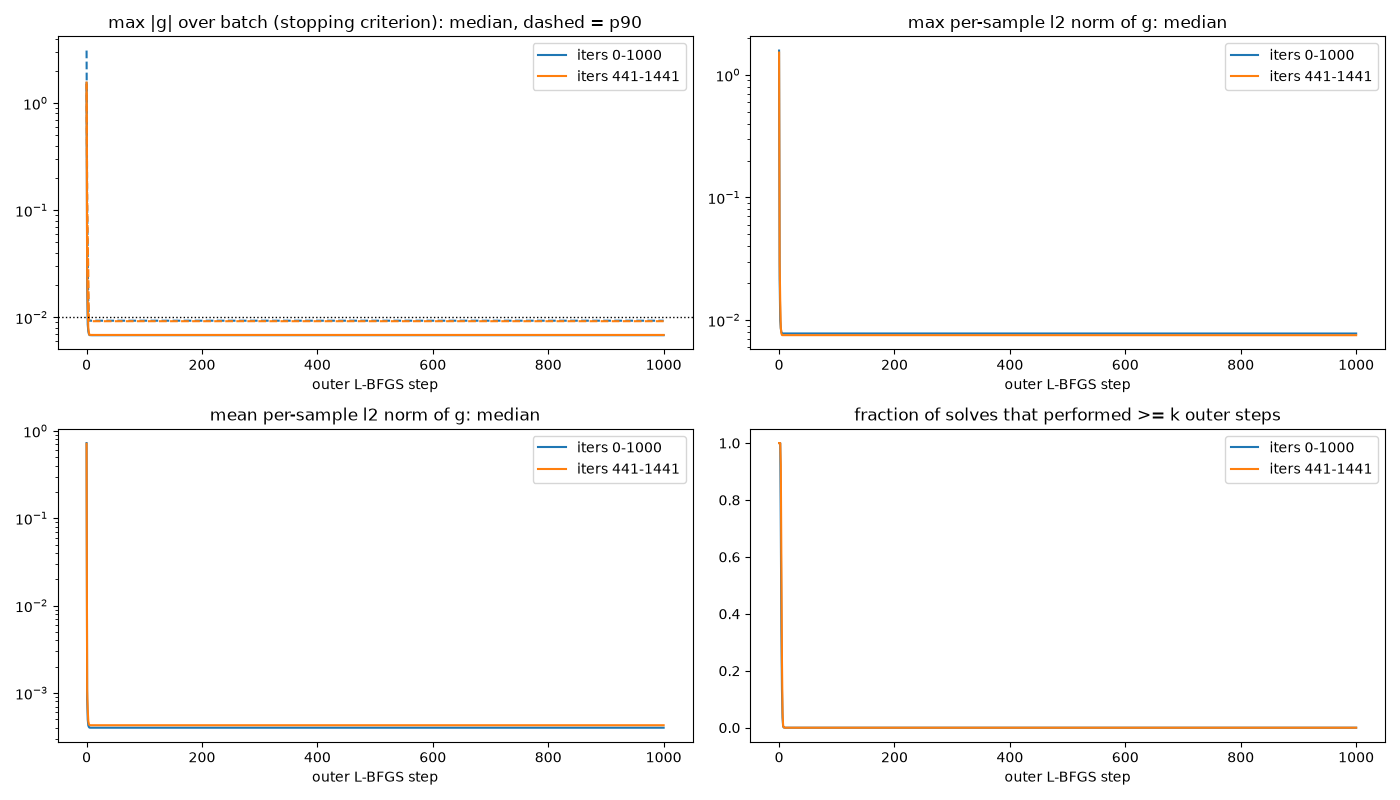 max |g| over batch (stopping criterion): median, dashed = p90
10⁰
10⁻¹
10⁻²
iters 0-1000
iters 441-1441
0 200 400 600 800 1000
outer L-BFGS step
max per-sample l2 norm of g: median
10⁰
10⁻¹
10⁻²
iters 0-1000
iters 441-1441
0 200 400 600 800 1000
outer L-BFGS step
mean per-sample l2 norm of g: median
10⁰
10⁻¹
10⁻²
10⁻³
iters 0-1000
iters 441-1441
0 200 400 600 800 1000
outer L-BFGS step
fraction of solves that performed >= k outer steps
1.0
0.8
0.6
0.4
0.2
0.0
iters 0-1000
iters 441-1441
0 200 400 600 800 1000
outer L-BFGS step